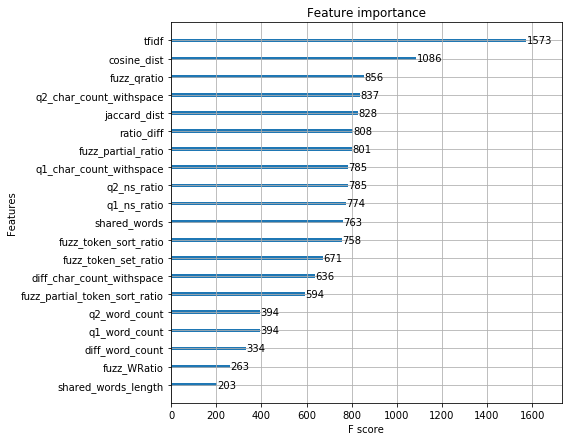 Feature importance
tfidf 1573
cosine_dist 1086
fuzz_qratio 856
q2_char_count_withspace 837
jaccard_dist 828
ratio_diff 808
fuzz_partial_ratio 801
q1_char_count_withspace 785
q2_ns_ratio 785
q1_ns_ratio 774
shared_words 763
fuzz_token_sort_ratio 758
fuzz_token_set_ratio 671
diff_char_count_withspace 636
fuzz_partial_token_sort_ratio 594
q2_word_count 394
q1_word_count 394
diff_word_count 334
fuzz_WRatio 263
shared_words_length 203
Features
0 200 400 600 800 1000 1200 1400 1600
F score